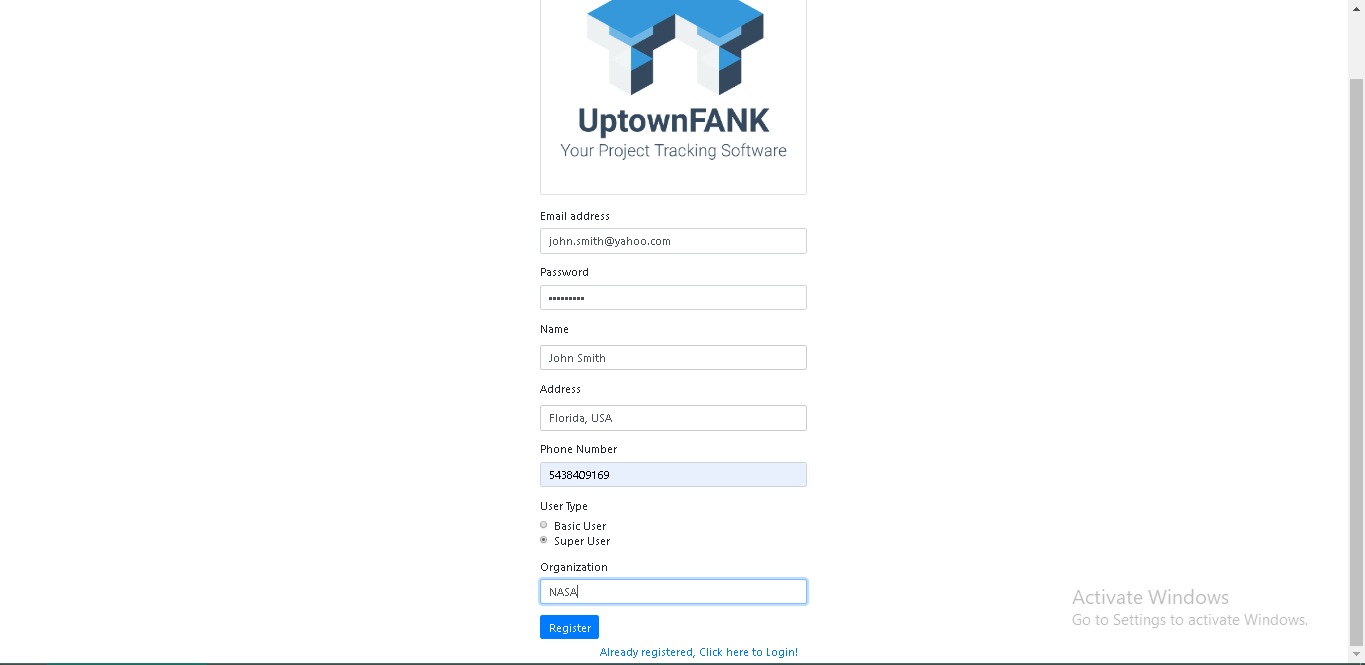 UptownFANK
Your Project Tracking Software
Email address
john.smith@yahoo.com
Password
•••••••••
Name
John Smith
Address
Florida, USA
Phone Number
5438409169
User Type
Basic User
Super User
Organization
NASA
Register
Already registered, Click here to Login!
Activate Windows
Go to Settings to activate Windows.